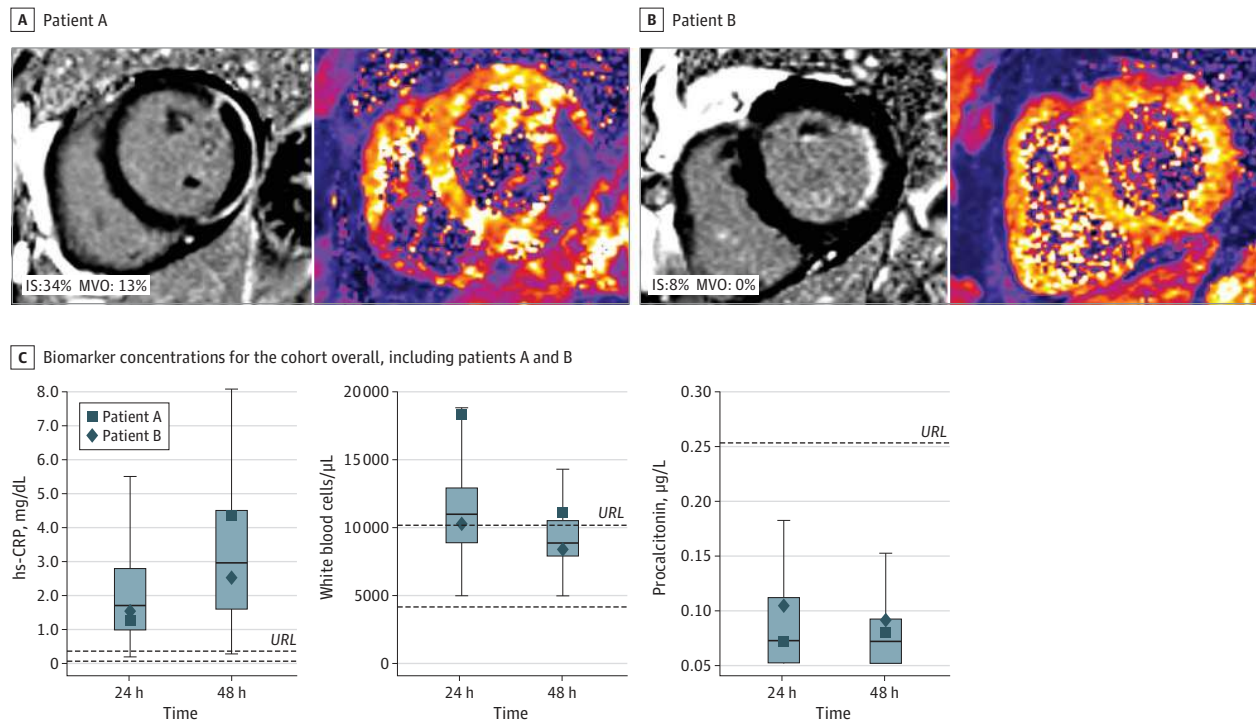 A Patient A
B Patient B
IS:34% MVO: 13%
IS:8% MVO: 0%
C Biomarker concentrations for the cohort overall, including patients A and B
hs-CRP, mg/dL
8.0
7.0
6.0
5.0
4.0
3.0
2.0
1.0
0
Patient A
Patient B
URL
24 h
48 h
Time
White blood cells/µL
20000
15000
10000
5000
0
URL
24 h
48 h
Time
Procalcitonin, µg/L
0.30
0.25
0.20
0.15
0.10
0.05
URL
24 h
48 h
Time